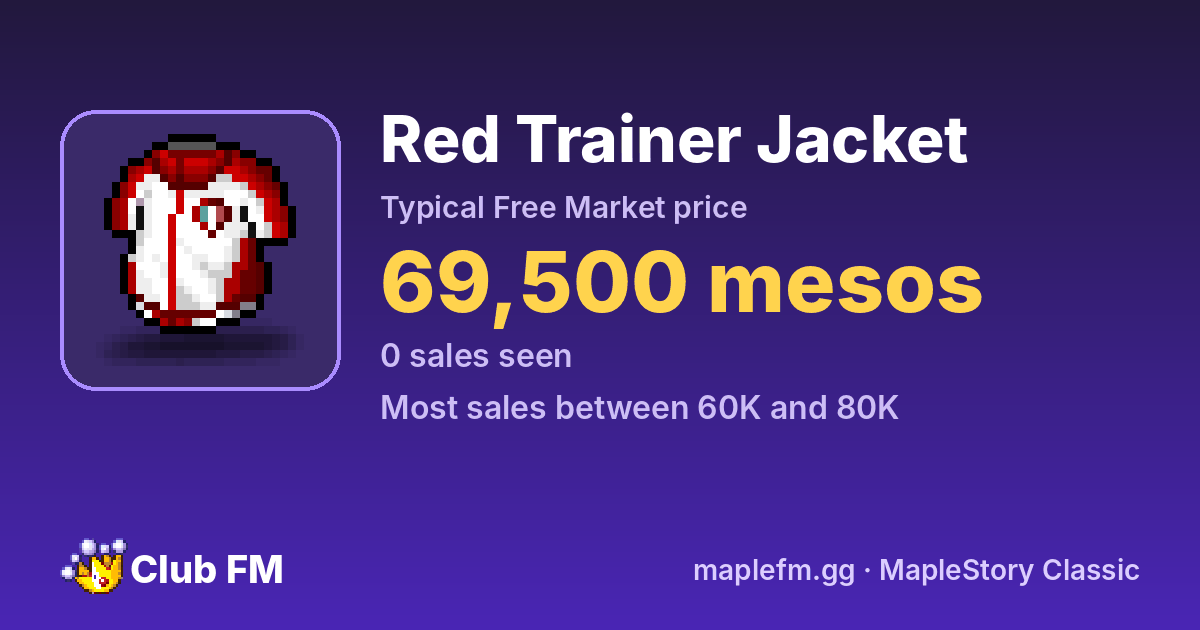 Red Trainer Jacket
Typical Free Market price
69,500 mesos
0 sales seen
Most sales between 60K and 80K
Club FM
maplefm.gg · MapleStory Classic